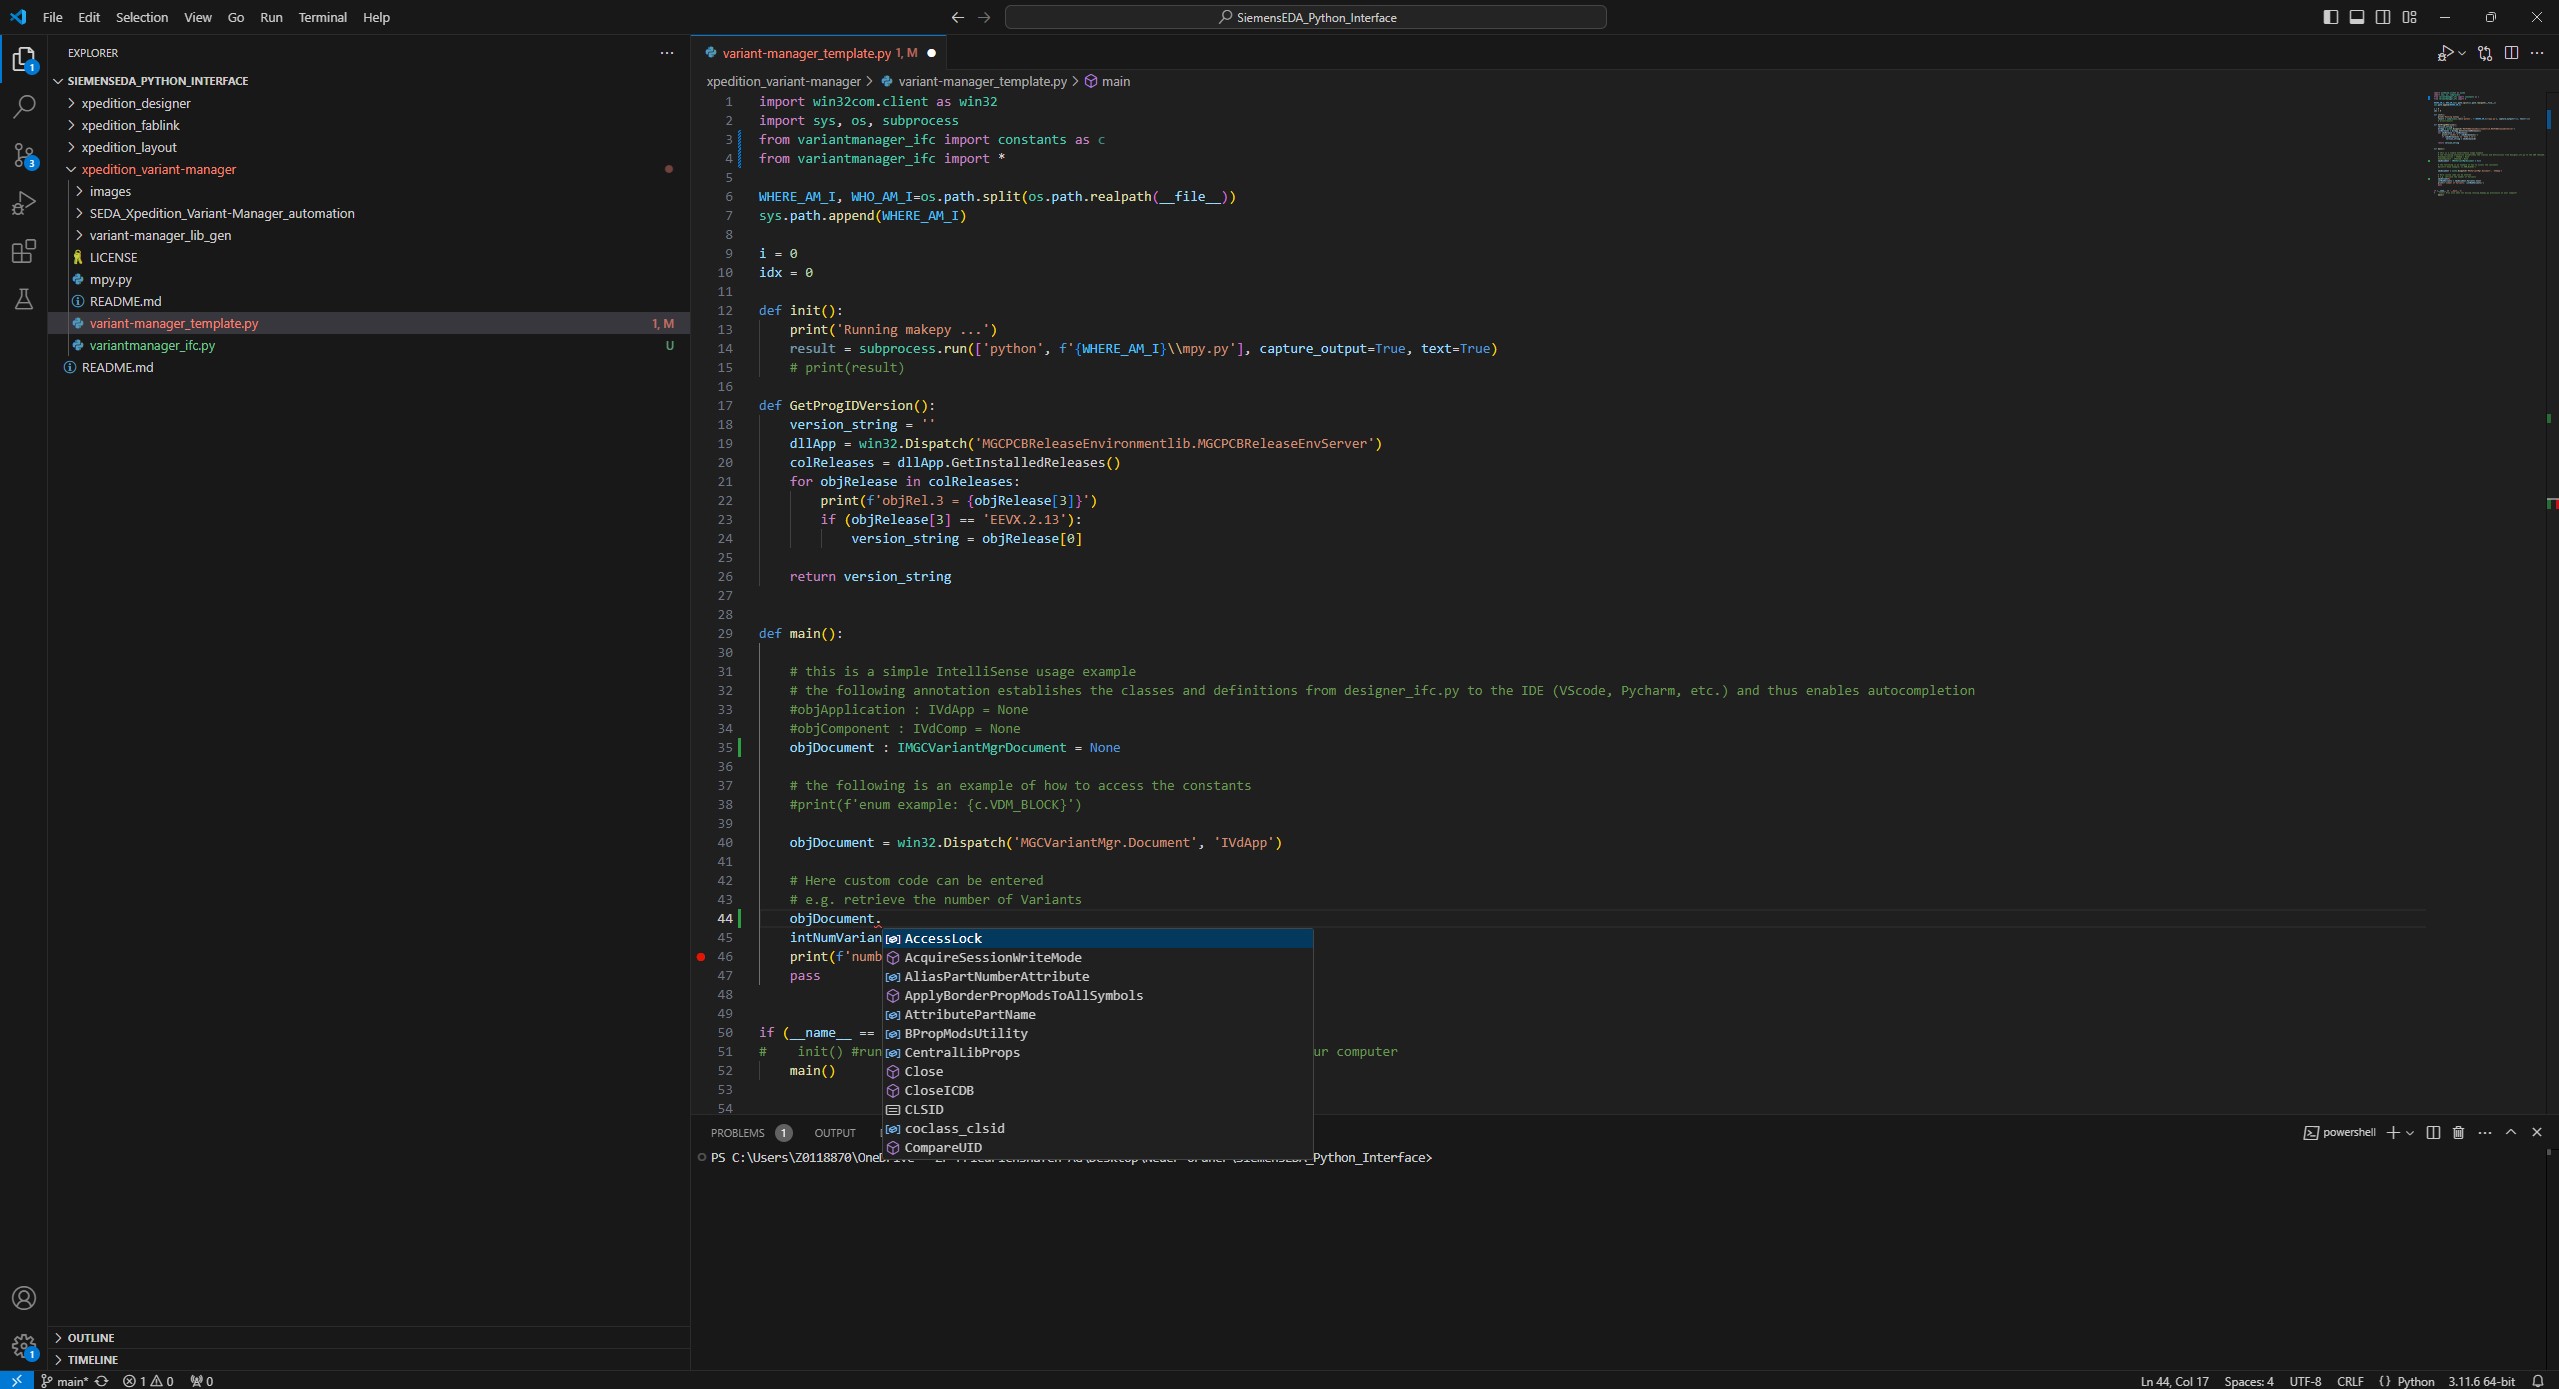 File Edit Selection View Go Run Terminal Help
SiemensEDA_Python_Interface
EXPLORER
SIEMENSEDA_PYTHON_INTERFACE
xpedition_designer
xpedition_fablink
xpedition_layout
xpedition_variant-manager
images
SEDA_Xpedition_Variant-Manager_automation
variant-manager_lib_gen
LICENSE
mpy.py
README.md
variant-manager_template.py 1, M
variantmanager_ifc.py U
README.md
OUTLINE
TIMELINE
1
3
1
variant-manager_template.py 1, M
xpedition_variant-manager > variant-manager_template.py > main
1 import win32com.client as win32
2 import sys, os, subprocess
3 from variantmanager_ifc import constants as c
4 from variantmanager_ifc import *
5
6 WHERE_AM_I, WHO_AM_I=os.path.split(os.path.realpath(__file__))
7 sys.path.append(WHERE_AM_I)
8
9 i = 0
10 idx = 0
11
12 def init():
13 print('Running makepy ...')
14 result = subprocess.run(['python', f'{WHERE_AM_I}\\mpy.py'], capture_output=True, text=True)
15 # print(result)
16
17 def GetProgIDVersion():
18 version_string = ''
19 dllApp = win32.Dispatch('MGCPCBReleaseEnvironmentlib.MGCPCBReleaseEnvServer')
20 colReleases = dllApp.GetInstalledReleases()
21 for objRelease in colReleases:
22 print(f'objRel.3 = {objRelease[3]}')
23 if (objRelease[3] == 'EEVX.2.13'):
24 version_string = objRelease[0]
25
26 return version_string
27
28
29 def main():
30
31 # this is a simple IntelliSense usage example
32 # the following annotation establishes the classes and definitions from designer_ifc.py to the IDE (VScode, Pycharm, etc.) and thus enables autocompletion
33 #objApplication : IVdApp = None
34 #objComponent : IVdComp = None
35 objDocument : IMGCVariantMgrDocument = None
36
37 # the following is an example of how to access the constants
38 #print(f'enum example: {c.VDM_BLOCK}')
39
40 objDocument = win32.Dispatch('MGCVariantMgr.Document', 'IVdApp')
41
42 # Here custom code can be entered
43 # e.g. retrieve the number of Variants
44 objDocument.
45 intNumVarian
46 print(f'numb
47 pass
48
49
50 if (__name__ ==
51 # init() #run ur computer
52 main()
53
54
AccessLock
AcquireSessionWriteMode
AliasPartNumberAttribute
ApplyBorderPropModsToAllSymbols
AttributePartName
BPropModsUtility
CentralLibProps
Close
CloseICDB
CLSID
coclass_clsid
CompareUID
PROBLEMS 1 OUTPUT
powershell
PS C:\Users\Z0118870\One Python_Interface>
main* 1 0 0
Ln 44, Col 17 Spaces: 4 UTF-8 CRLF {} Python 3.11.6 64-bit